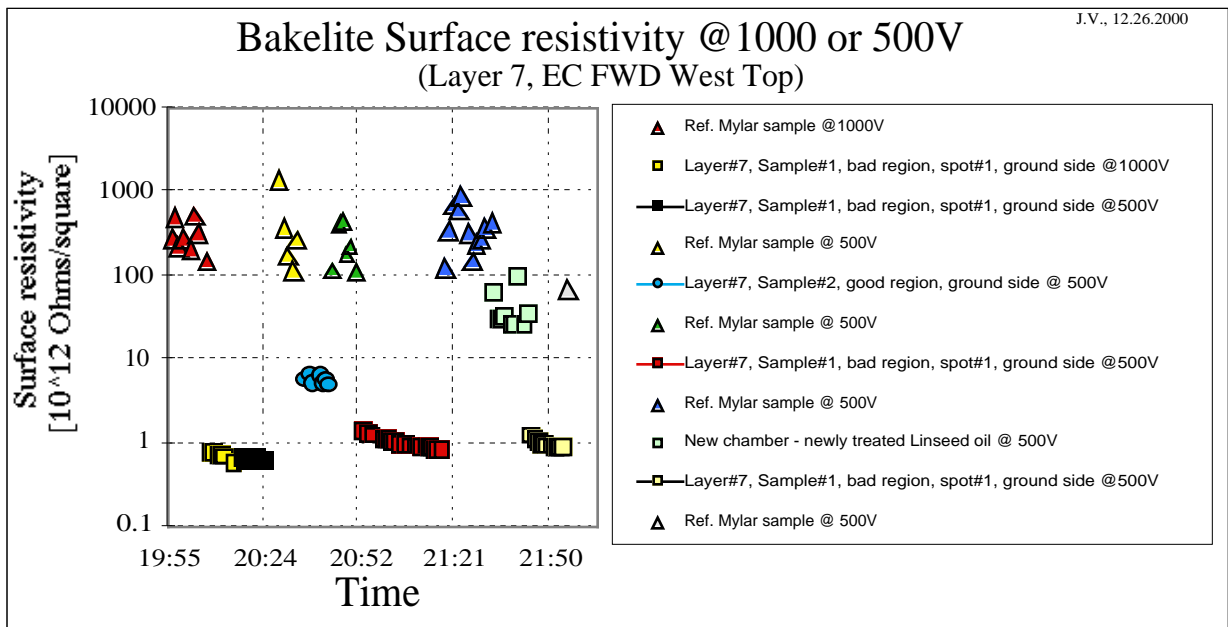 J.V., 12.26.2000
Bakelite Surface resistivity @1000 or 500V
(Layer 7, EC FWD West Top)
Surface resistivity
[10^12 Ohms/square]
10000
1000
100
10
1
0.1
19:55 20:24 20:52 21:21 21:50
Time
Ref. Mylar sample @1000V
Layer#7, Sample#1, bad region, spot#1, ground side @1000V
Layer#7, Sample#1, bad region, spot#1, ground side @500V
Ref. Mylar sample @ 500V
Layer#7, Sample#2, good region, ground side @ 500V
Ref. Mylar sample @ 500V
Layer#7, Sample#1, bad region, spot#1, ground side @500V
Ref. Mylar sample @ 500V
New chamber - newly treated Linseed oil @ 500V
Layer#7, Sample#1, bad region, spot#1, ground side @500V
Ref. Mylar sample @ 500V